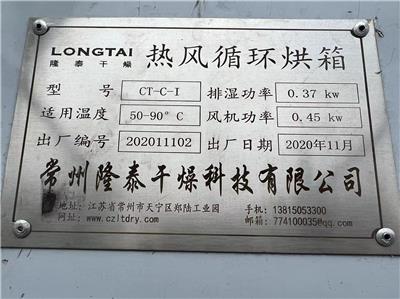 LONGTAI 热风循环烘箱
隆泰干燥
型 号 CT-C-I 排湿功率 0.37 kw
适用温度 50-90° C 风机功率 0.45 kw
出厂编号 202011102 出厂日期 2020年11月
常州隆泰干燥科技有限公司
地址:江苏省常州市天宁区郑陆工业园 手机:13815053300
网址:www.czltdry.com 邮箱:774100035@qq.com